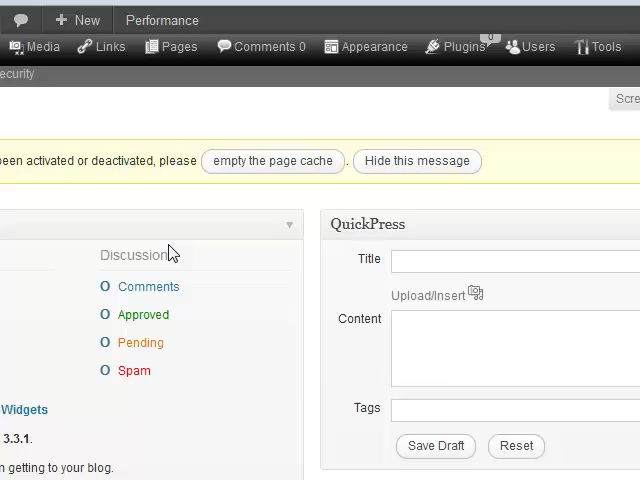 New Performance
Media Links Pages Comments 0 Appearance Plugins 0 Users Tools
ecurity
Scre
been activated or deactivated, please empty the page cache. Hide this message
QuickPress
Discussion
Title
0 Comments
Upload/Insert
0 Approved
Content
0 Pending
0 Spam
Widgets
Tags
3.3.1.
Save Draft Reset
n getting to your blog.